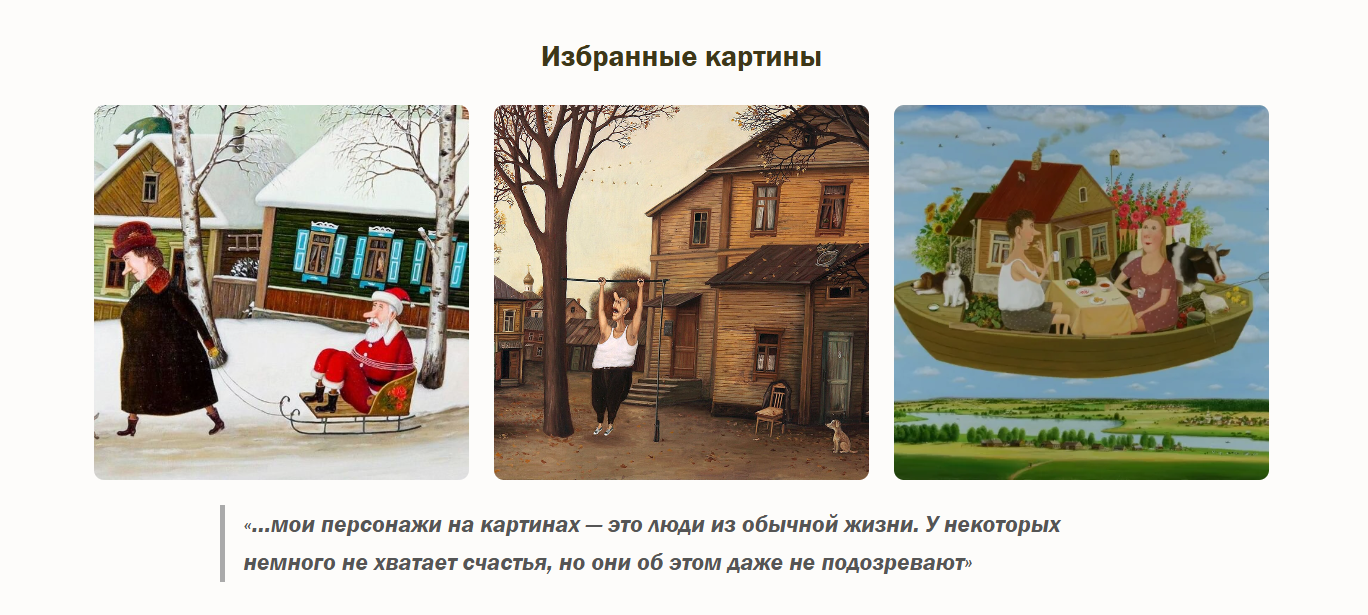 Избранные картины
«...мои персонажи на картинах — это люди из обычной жизни. У некоторых
немного не хватает счастья, но они об этом даже не подозревают»